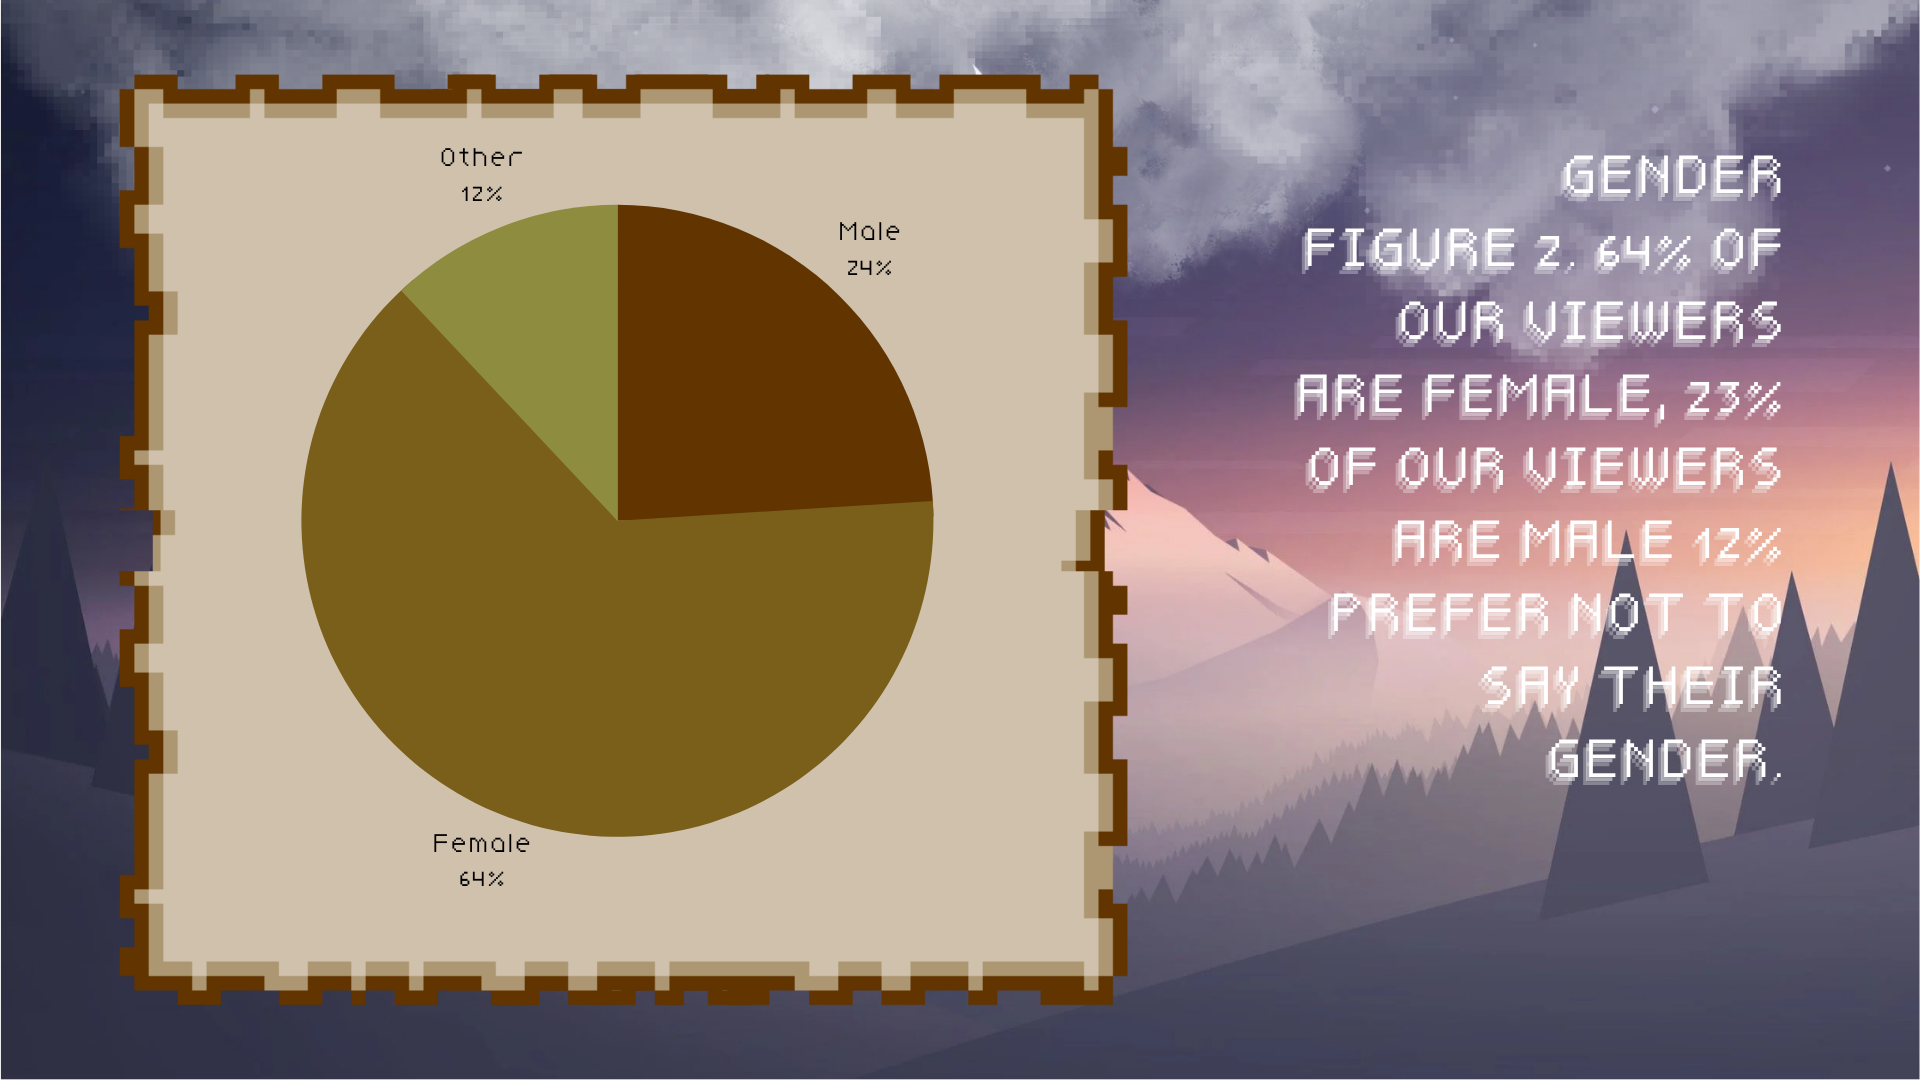 Other
12%
Male
24%
Female
64%
GENDER
FIGURE 2. 64% OF
OUR VIEWERS
ARE FEMALE, 23%
OF OUR VIEWERS
ARE MALE 12%
PREFER NOT TO
SAY THEIR
GENDER.